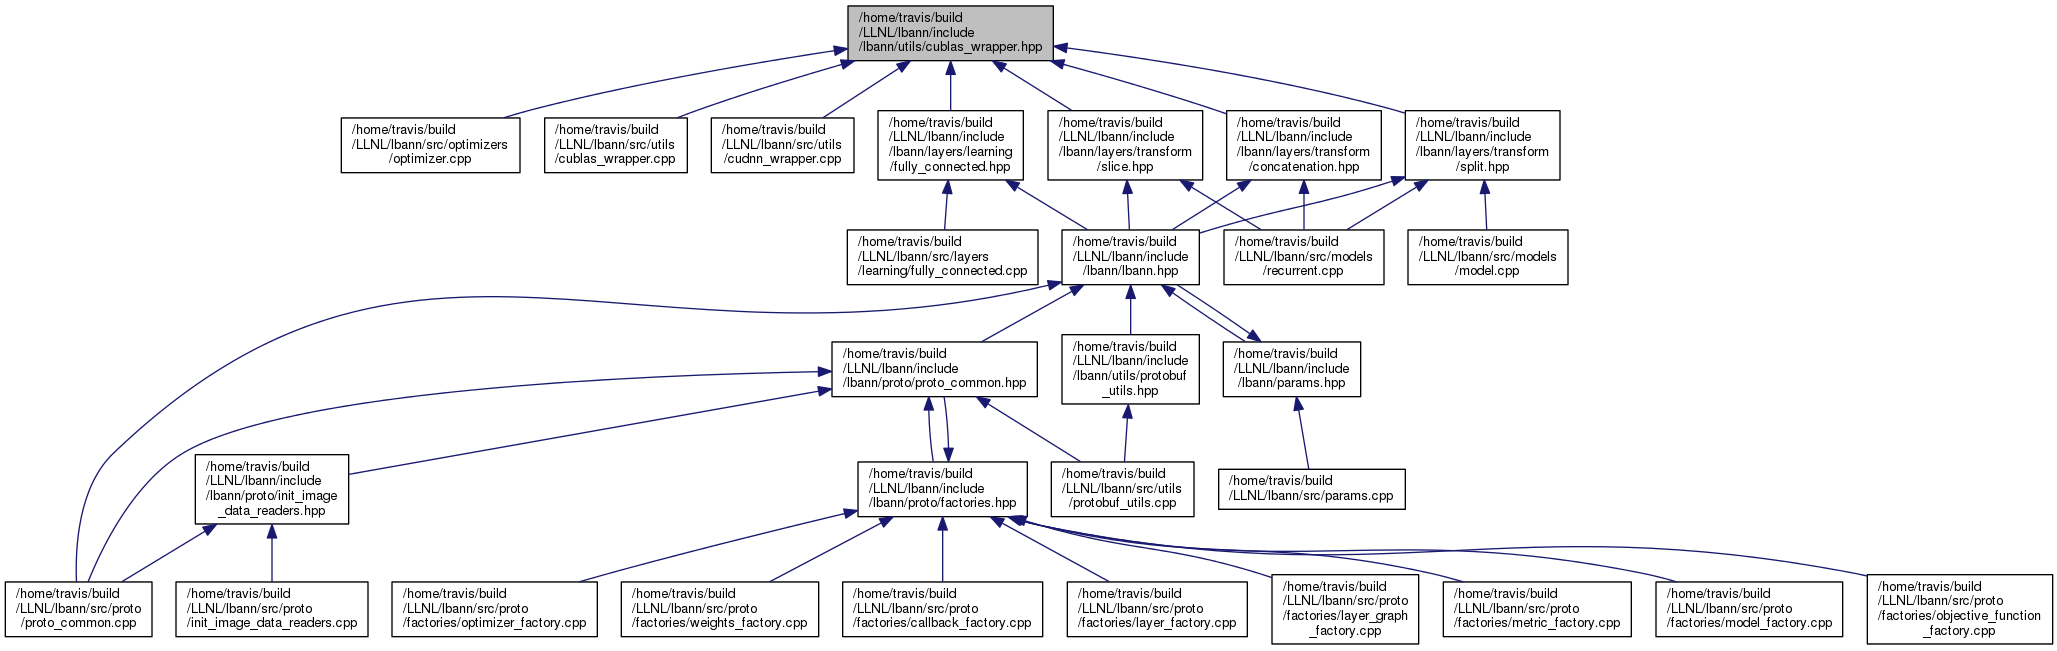 /home/travis/build
/LLNL/lbann/include
/lbann/utils/cublas_wrapper.hpp
/home/travis/build
/LLNL/lbann/src/optimizers
/optimizer.cpp
/home/travis/build
/LLNL/lbann/src/utils
/cublas_wrapper.cpp
/home/travis/build
/LLNL/lbann/src/utils
/cudnn_wrapper.cpp
/home/travis/build
/LLNL/lbann/include
/lbann/layers/learning
/fully_connected.hpp
/home/travis/build
/LLNL/lbann/include
/lbann/layers/transform
/slice.hpp
/home/travis/build
/LLNL/lbann/include
/lbann/layers/transform
/concatenation.hpp
/home/travis/build
/LLNL/lbann/include
/lbann/layers/transform
/split.hpp
/home/travis/build
/LLNL/lbann/src/layers
/learning/fully_connected.cpp
/home/travis/build
/LLNL/lbann/include
/lbann/lbann.hpp
/home/travis/build
/LLNL/lbann/src/models
/recurrent.cpp
/home/travis/build
/LLNL/lbann/src/models
/model.cpp
/home/travis/build
/LLNL/lbann/include
/lbann/proto/proto_common.hpp
/home/travis/build
/LLNL/lbann/include
/lbann/utils/protobuf
_utils.hpp
/home/travis/build
/LLNL/lbann/include
/lbann/params.hpp
/home/travis/build
/LLNL/lbann/include
/lbann/proto/init_image
_data_readers.hpp
/home/travis/build
/LLNL/lbann/include
/lbann/proto/factories.hpp
/home/travis/build
/LLNL/lbann/src/utils
/protobuf_utils.cpp
/home/travis/build
/LLNL/lbann/src/params.cpp
/home/travis/build
/LLNL/lbann/src/proto
/proto_common.cpp
/home/travis/build
/LLNL/lbann/src/proto
/init_image_data_readers.cpp
/home/travis/build
/LLNL/lbann/src/proto
/factories/optimizer_factory.cpp
/home/travis/build
/LLNL/lbann/src/proto
/factories/weights_factory.cpp
/home/travis/build
/LLNL/lbann/src/proto
/factories/callback_factory.cpp
/home/travis/build
/LLNL/lbann/src/proto
/factories/layer_factory.cpp
/home/travis/build
/LLNL/lbann/src/proto
/factories/layer_graph
_factory.cpp
/home/travis/build
/LLNL/lbann/src/proto
/factories/metric_factory.cpp
/home/travis/build
/LLNL/lbann/src/proto
/factories/model_factory.cpp
/home/travis/build
/LLNL/lbann/src/proto
/factories/objective_function
_factory.cpp